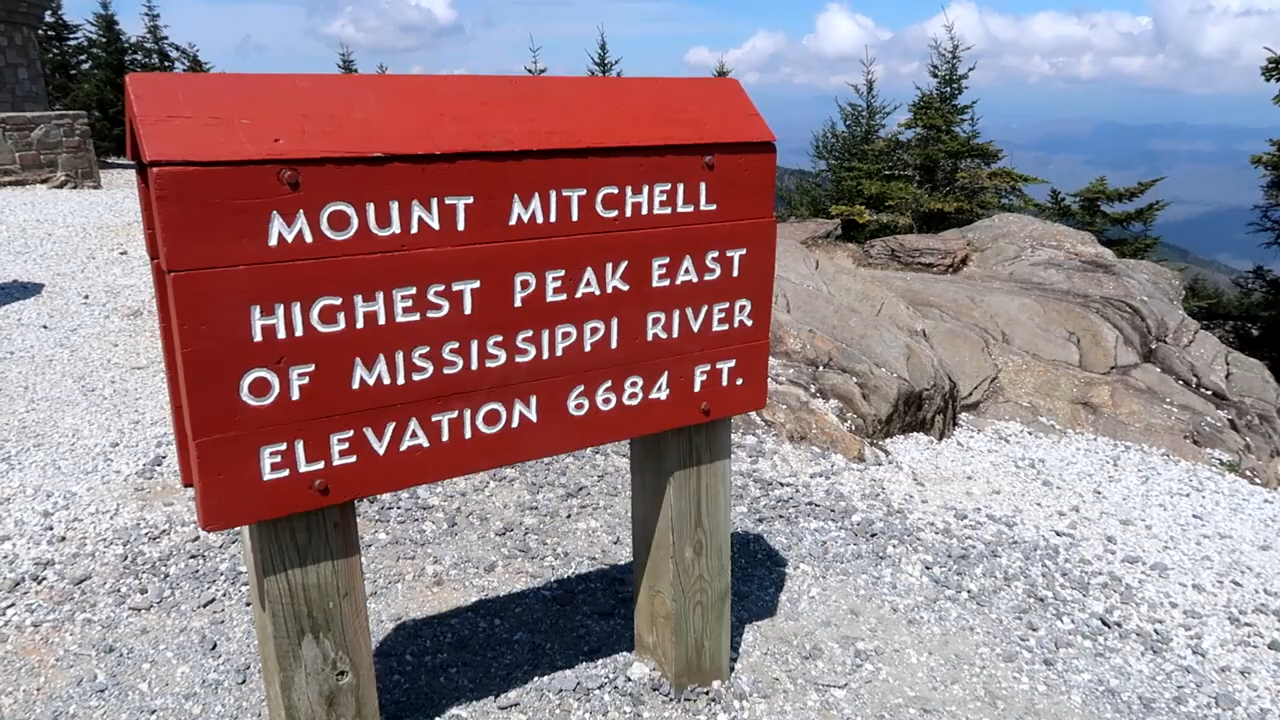 MOUNT MITCHELL
HIGHEST PEAK EAST
OF MISSISSIPPI RIVER
ELEVATION 6684 FT.